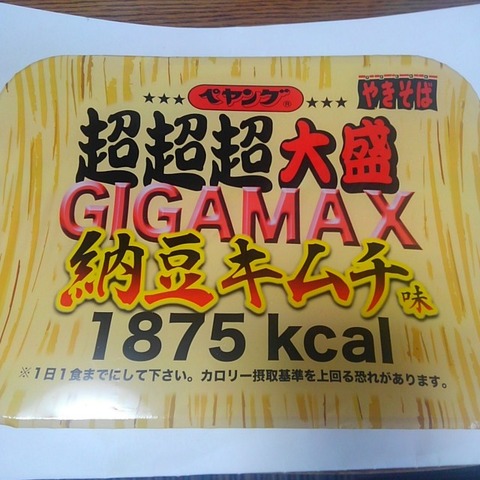 ★★★ ペヤング® ★★★ やきそば
超超超大盛
GIGAMAX
納豆キムチ味
1875 kcal
※1日1食までにして下さい。カロリー摂取基準を上回る恐れがあります。